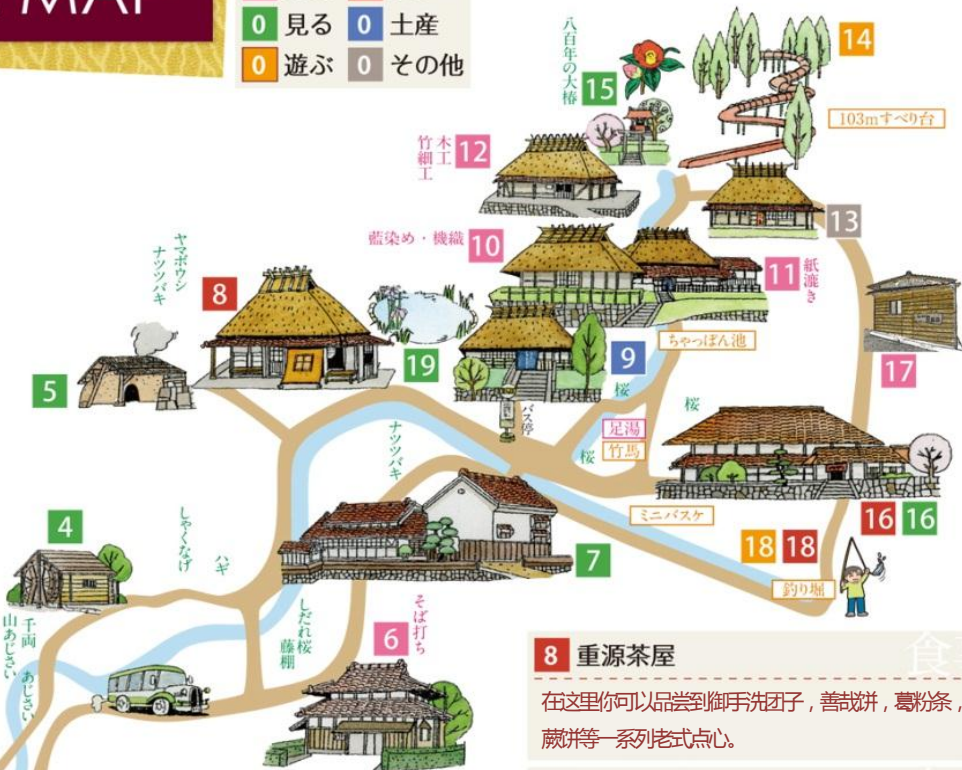 MAP
0 見る 0 土産
0 遊ぶ 0 その他
八百年の大椿
15
14
103mすべり台
木工
竹細工
12
13
藍染め・機織 10
11 紙漉き
ヤマボウシ
ナツツバキ
8
5
19
9
ちゃっぽん池
17
バス停
桜
桜
足湯
竹馬
桜
ナツツバキ
ミニバスケ
16 16
18 18
釣り堀
4
しゃくなげ
ハギ
7
千両
山あじさい
あじさい
しだれ桜
藤棚
6 そば打ち
8 重源茶屋
在这里你可以品尝到御手洗团子，善哉饼，葛粉条，
蕨饼等一系列老式点心。